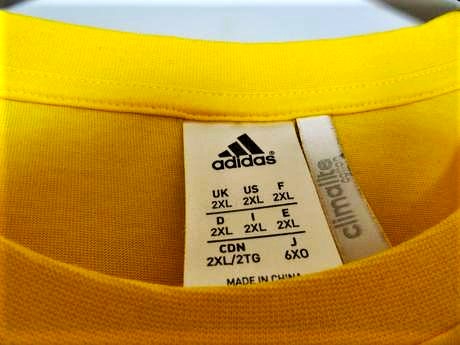 adidas®
UK US F
2XL 2XL 2XL
D I E
2XL 2XL 2XL
CDN J
2XL/2TG 6XO
MADE IN CHINA
climalite